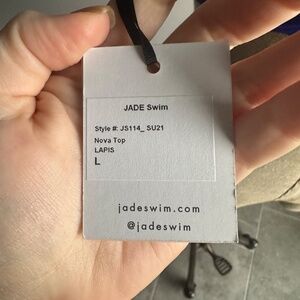 JADE Swim
Style #: JS114_ SU21
Nova Top
LAPIS
L
jadeswim.com
@jadeswim